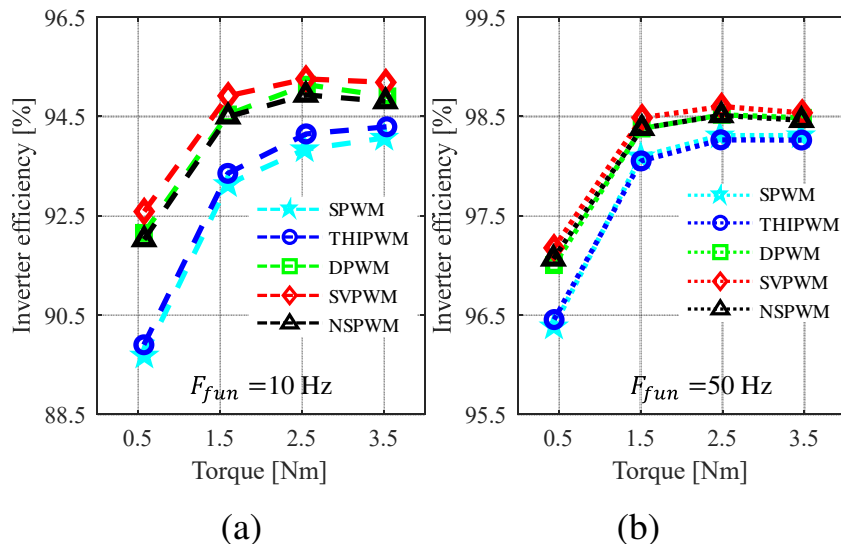 96.5
94.5
92.5
90.5
88.5
Inverter efficiency [%]
SPWM
THIPWM
DPWM
SVPWM
NSPWM
F_fun = 10 Hz
0.5 1.5 2.5 3.5
Torque [Nm]
(a)
99.5
98.5
97.5
96.5
95.5
Inverter efficiency [%]
SPWM
THIPWM
DPWM
SVPWM
NSPWM
F_fun = 50 Hz
0.5 1.5 2.5 3.5
Torque [Nm]
(b)